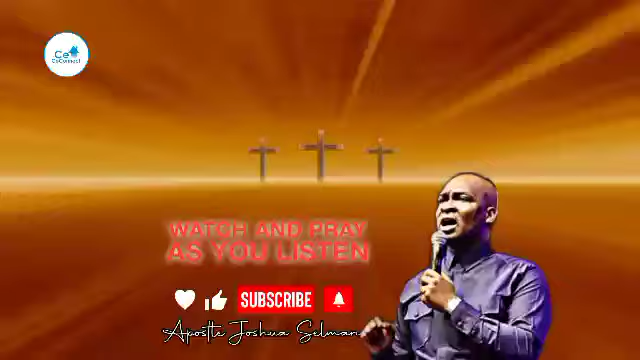 Ce
CeConnect
WATCH AND PRAY
AS YOU LISTEN
SUBSCRIBE
Apostle Joshua Selman